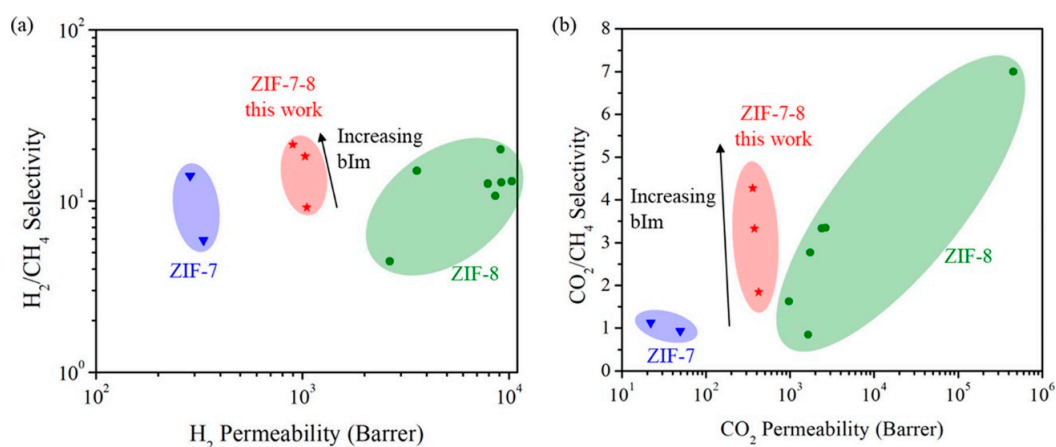 (a)
10²
10¹
10⁰
H₂/CH₄ Selectivity
ZIF-7-8
this work
Increasing
bIm
ZIF-7
ZIF-8
10²
10³
10⁴
H₂ Permeability (Barrer)
(b)
8
7
6
5
4
3
2
1
0
CO₂/CH₄ Selectivity
ZIF-7-8
this work
Increasing
bIm
ZIF-8
ZIF-7
10¹
10²
10³
10⁴
10⁵
10⁶
CO₂ Permeability (Barrer)